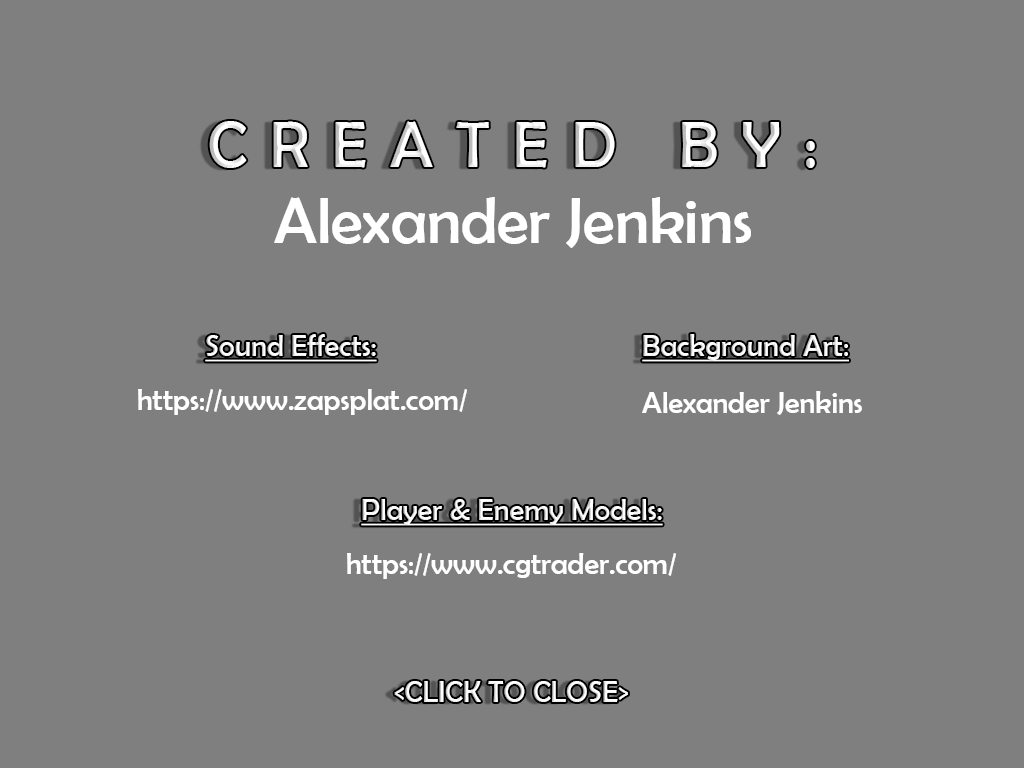 CREATED BY:
Alexander Jenkins
Sound Effects:
https://www.zapsplat.com/
Background Art:
Alexander Jenkins
Player & Enemy Models:
https://www.cgtrader.com/
<CLICK TO CLOSE>